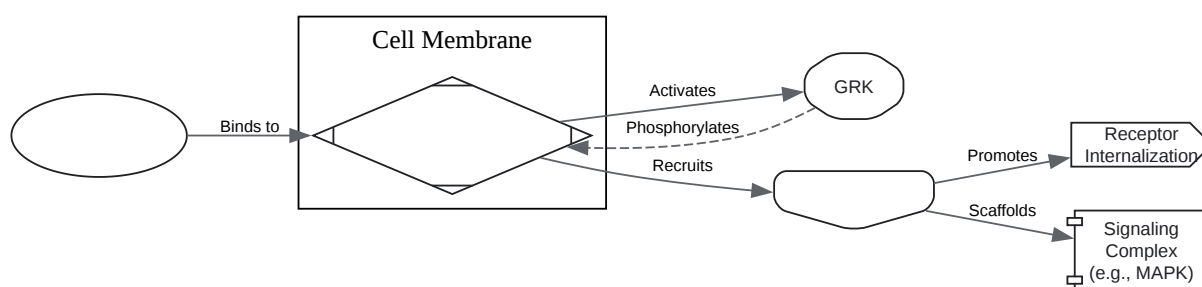 Cell Membrane
Activates
GRK
Binds to
Phosphorylates
Recruits
Promotes
Receptor
Internalization
Scaffolds
Signaling
Complex
(e.g., MAPK)